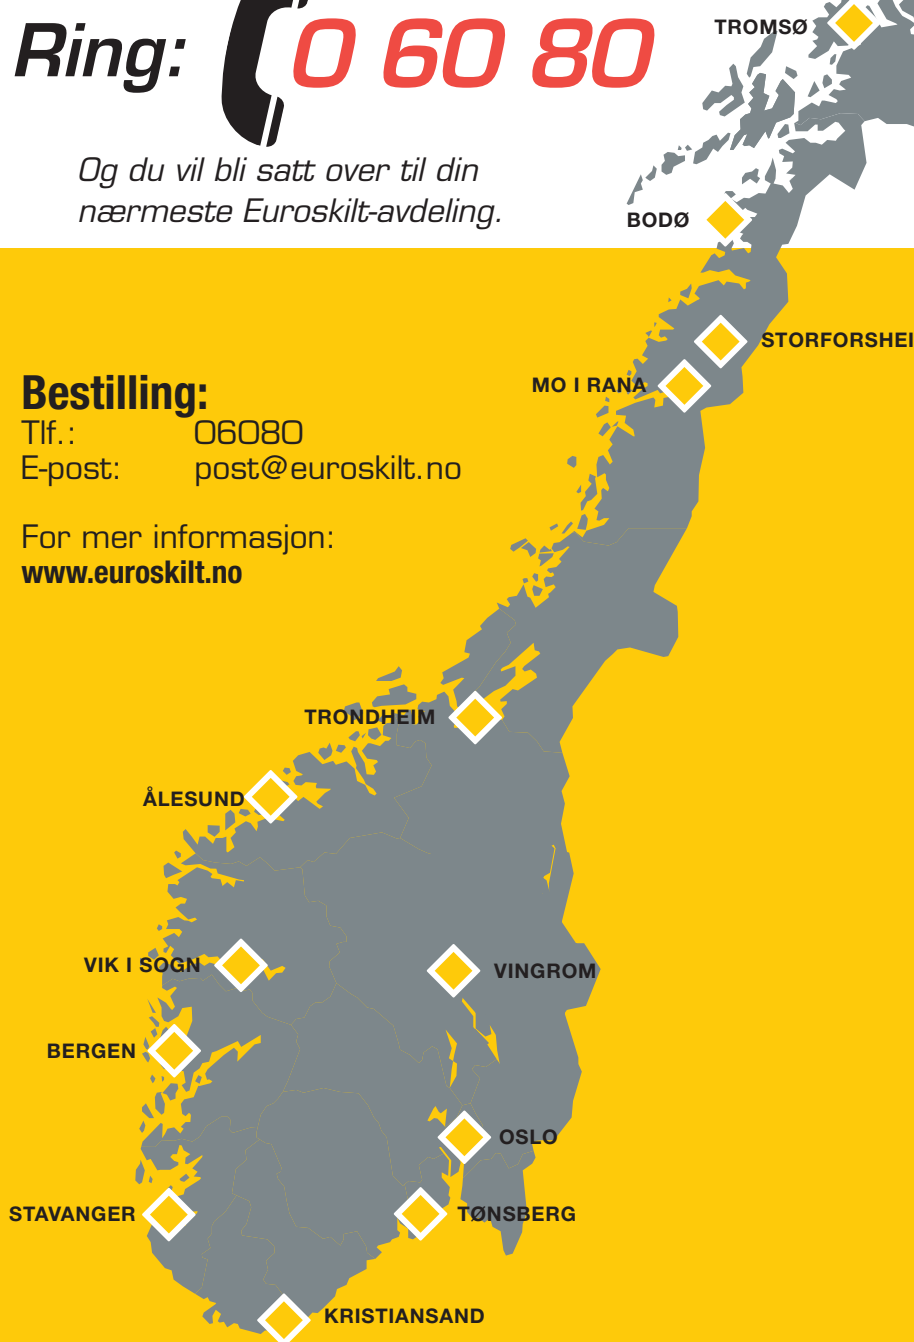 Ring: 0 60 80
Og du vil bli satt over til din
nærmeste Euroskilt-avdeling.
TROMSØ
BODØ
STORFORSHEI
MO I RANA
Bestilling:
Tlf.: 06080
E-post: post@euroskilt.no
For mer informasjon:
www.euroskilt.no
TRONDHEIM
ÅLESUND
VIK I SOGN
VINGROM
BERGEN
OSLO
STAVANGER
TØNSBERG
KRISTIANSAND